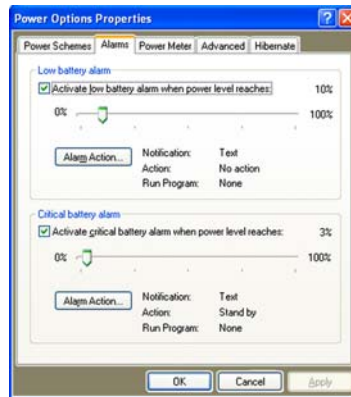 Power Options Properties
Power Schemes Alarms Power Meter Advanced Hibernate
Low battery alarm
Activate low battery alarm when power level reaches: 10%
0% 100%
Alarm Action... Notification: Text
Action: No action
Run Program: None
Critical battery alarm
Activate critical battery alarm when power level reaches: 3%
0% 100%
Alarm Action... Notification: Text
Action: Stand by
Run Program: None
OK Cancel Apply